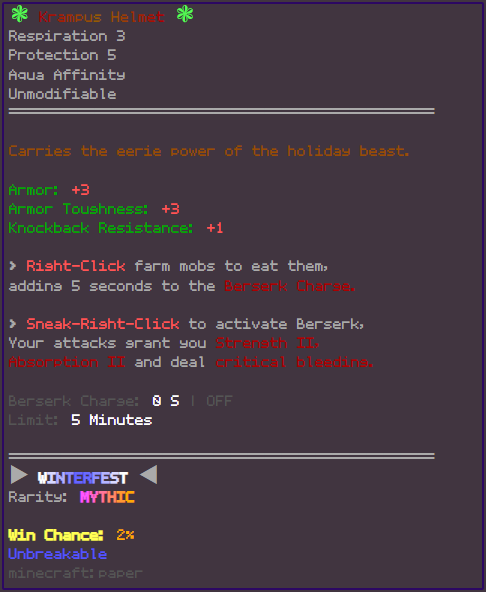 ❃ Krampus Helmet ❃
Respiration 3
Protection 5
Aqua Affinity
Unmodifiable
Carries the eerie power of the holiday beast.
Armor: +3
Armor Toughness: +3
Knockback Resistance: +1
> Right-Click farm mobs to eat them,
adding 5 seconds to the Berserk Charge.
> Sneak-Right-Click to activate Berserk,
Your attacks grant you Strength II,
Absorption II and deal critical bleeding.
Berserk Charge: 0 S | OFF
Limit: 5 Minutes
▶ WINTERFEST ◀
Rarity: MYTHIC
Win Chance: 2%
Unbreakable
minecraft:paper